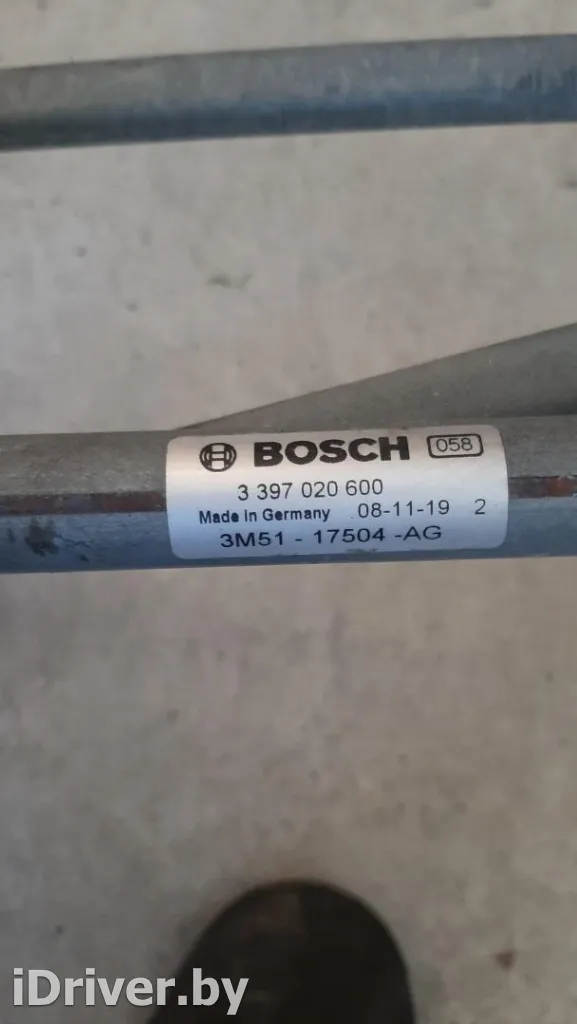 BOSCH 058
3 397 020 600
Made in Germany 08-11-19 2
3M51 - 17504 -AG
iDriver.by